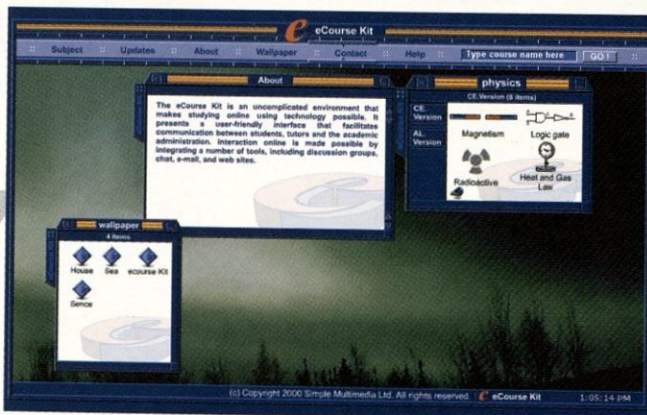 eCourse Kit
Subject :: Updates :: About :: Wallpaper :: Contact :: Help :: Type course name here GO !
About
The eCourse Kit is an uncomplicated environment that
makes studying online using technology possible. It
presents a user-friendly interface that facilitates
communication between students, tutors and the academic
administration. Interaction online is made possible by
integrating a number of tools, including discussion groups,
chat, e-mail, and web sites.
physics
CE.Version (6 items)
CE.
Version
AL.
Version
Magnetism
Logic gate
Radioactive
Heat and Gas
Law
wallpaper
4 items
House Sea ecourse Kit
Sence
(c) Copyright 2000 Simple Multimedia Ltd. All rights reserved eCourse Kit 1:05:14 PM